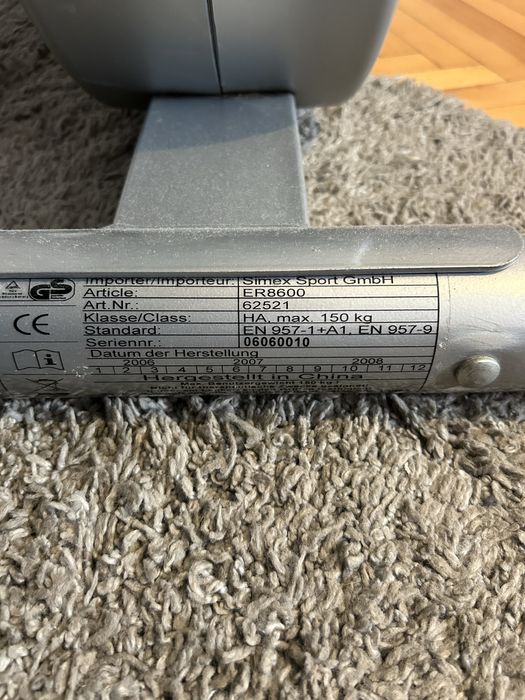 Importer/Importeur: Simex Sport GmbH
GS
Article: ER8600
Art.Nr.: 62521
CE
Klasse/Class: HA. max. 150 kg
Standard: EN 957-1+A1, EN 957-9
Seriennr.: 06060010
i
Datum der Herstellung
2006 2007 2008
1 2 3 4 5 6 7 8 9 10 11 12
Hergestellt in China